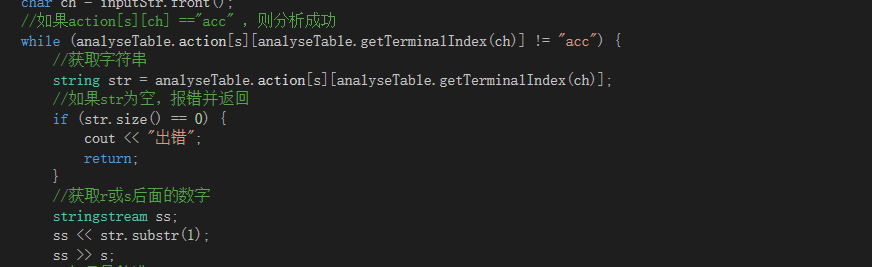 char ch = inputStr.front();
//如果action[s][ch] =="acc" ，则分析成功
while (analyseTable.action[s][analyseTable.getTerminalIndex(ch)] != "acc") {
//获取字符串
string str = analyseTable.action[s][analyseTable.getTerminalIndex(ch)];
//如果str为空，报错并返回
if (str.size() == 0) {
cout << "出错";
return;
}
//获取r或s后面的数字
stringstream ss;
ss << str.substr(1);
ss >> s;